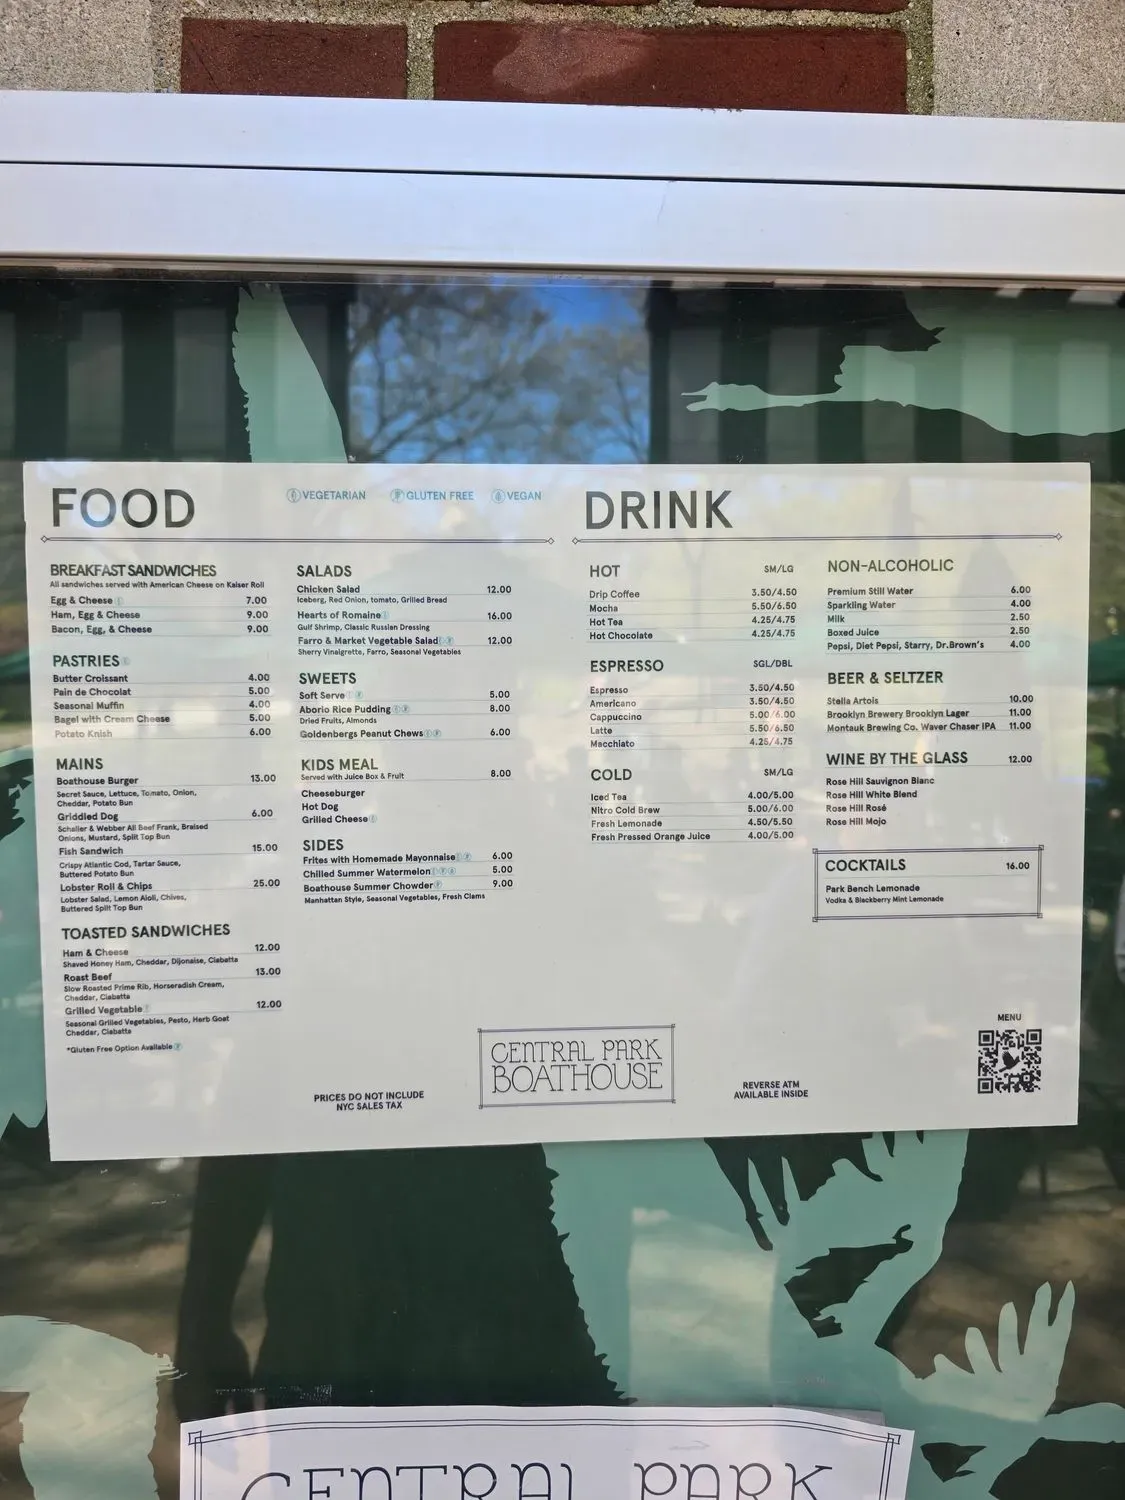 FOOD
VEGETARIAN
GLUTEN FREE
VEGAN
BREAKFAST SANDWICHES
All sandwiches served with American Cheese on Kaiser Roll
Egg & Cheese 7.00
Ham, Egg & Cheese 9.00
Bacon, Egg, & Cheese 9.00
PASTRIES
Butter Croissant 4.00
Pain de Chocolat 5.00
Seasonal Muffin 4.00
Bagel with Cream Cheese 5.00
Potato Knish 6.00
MAINS
Boathouse Burger 13.00
Secret Sauce, Lettuce, Tomato, Onion,
Cheddar, Potato Bun
Griddled Dog 6.00
Schaller & Webber All Beef Frank, Braised
Onions, Mustard, Split Top Bun
Fish Sandwich 15.00
Crispy Atlantic Cod, Tartar Sauce,
Buttered Potato Bun
Lobster Roll & Chips 25.00
Lobster Salad, Lemon Aioli, Chives,
Buttered Split Top Bun
TOASTED SANDWICHES
Ham & Cheese 12.00
Shaved Honey Ham, Cheddar, Dijonaise, Ciabatta
Roast Beef 13.00
Slow Roasted Prime Rib, Horseradish Cream,
Cheddar, Ciabatta
Grilled Vegetable 12.00
Seasonal Grilled Vegetables, Pesto, Herb Goat
Cheddar, Ciabatta
*Gluten Free Option Available
SALADS
Chicken Salad 12.00
Iceberg, Red Onion, tomato, Grilled Bread
Hearts of Romaine 16.00
Gulf Shrimp, Classic Russian Dressing
Farro & Market Vegetable Salad 12.00
Sherry Vinaigrette, Farro, Seasonal Vegetables
SWEETS
Soft Serve 5.00
Aborio Rice Pudding 8.00
Dried Fruits, Almonds
Goldenbergs Peanut Chews 6.00
KIDS MEAL 8.00
Served with Juice Box & Fruit
Cheeseburger
Hot Dog
Grilled Cheese
SIDES
Frites with Homemade Mayonnaise 6.00
Chilled Summer Watermelon 5.00
Boathouse Summer Chowder 9.00
Manhattan Style, Seasonal Vegetables, Fresh Clams
PRICES DO NOT INCLUDE
NYC SALES TAX
CENTRAL PARK
BOATHOUSE
DRINK
HOT SM/LG
Drip Coffee 3.50/4.50
Mocha 5.50/6.50
Hot Tea 4.25/4.75
Hot Chocolate 4.25/4.75
ESPRESSO SGL/DBL
Espresso 3.50/4.50
Americano 3.50/4.50
Cappuccino 5.00/6.00
Latte 5.50/6.50
Macchiato 4.25/4.75
COLD SM/LG
Iced Tea 4.00/5.00
Nitro Cold Brew 5.00/6.00
Fresh Lemonade 4.50/5.50
Fresh Pressed Orange Juice 4.00/5.00
NON-ALCOHOLIC
Premium Still Water 6.00
Sparkling Water 4.00
Milk 2.50
Boxed Juice 2.50
Pepsi, Diet Pepsi, Starry, Dr.Brown's 4.00
BEER & SELTZER
Stella Artois 10.00
Brooklyn Brewery Brooklyn Lager 11.00
Montauk Brewing Co. Waver Chaser IPA 11.00
WINE BY THE GLASS 12.00
Rose Hill Sauvignon Blanc
Rose Hill White Blend
Rose Hill Rosé
Rose Hill Mojo
COCKTAILS 16.00
Park Bench Lemonade
Vodka & Blackberry Mint Lemonade
REVERSE ATM
AVAILABLE INSIDE
MENU
CENTRAL PARK